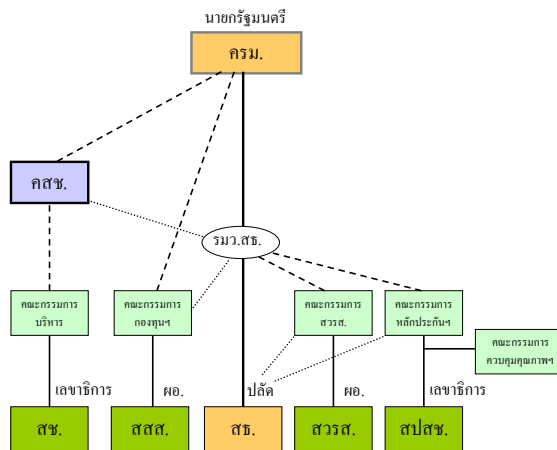 นายกรัฐมนตรี
ครม.
คสช.
รมว.สธ.
คณะกรรมการ
บริหาร
คณะกรรมการ
กองทุนฯ
คณะกรรมการ
สวรส.
คณะกรรมการ
หลักประกันฯ
คณะกรรมการ
ควบคุมคุณภาพฯ
เลขาธิการ
ผอ.
ปลัด
ผอ.
เลขาธิการ
สช.
สสส.
สธ.
สวรส.
สปสช.